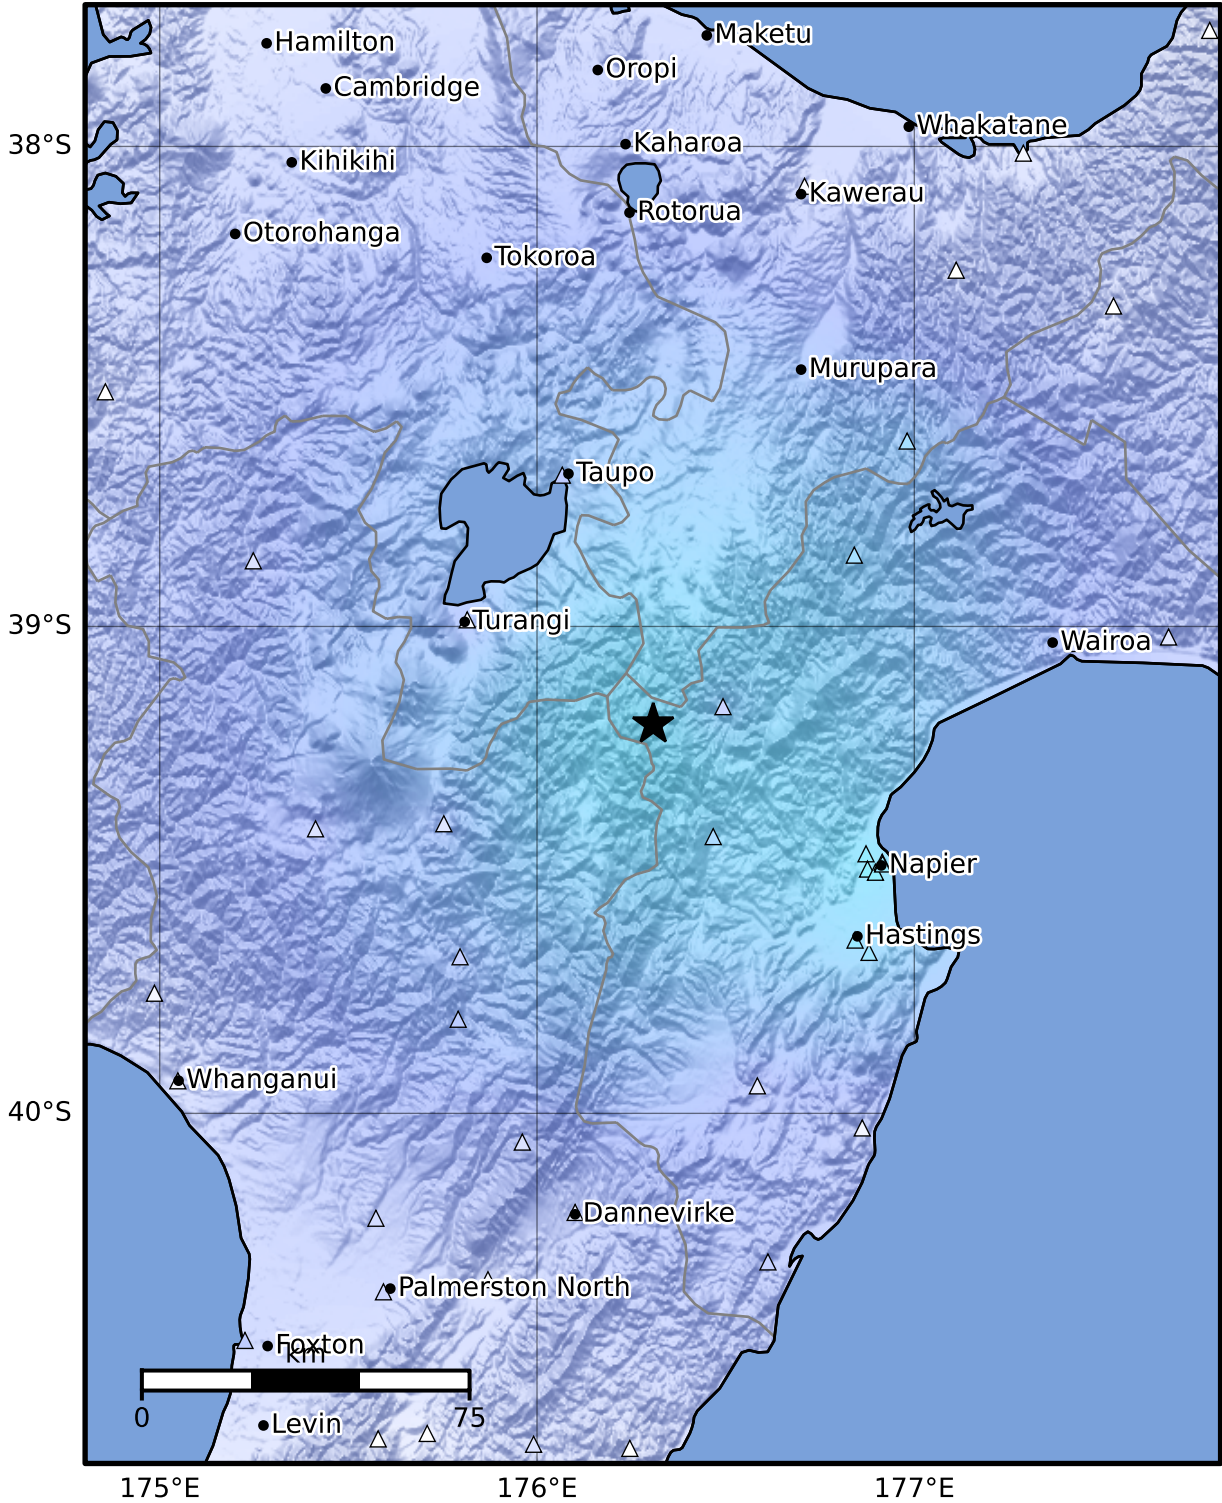 Hamilton
Maketu
Oropi
Cambridge
Whakatane
38°S
Kaharoa
Kihikihi
Kawerau
Rotorua
Otorohanga
Tokoroa
Murupara
Taupo
Turangi
39°S
Wairoa
Napier
Hastings
Whanganui
40°S
Dannevirke
Palmerston North
Foxton
km
0
75
Levin
175°E
176°E
177°E